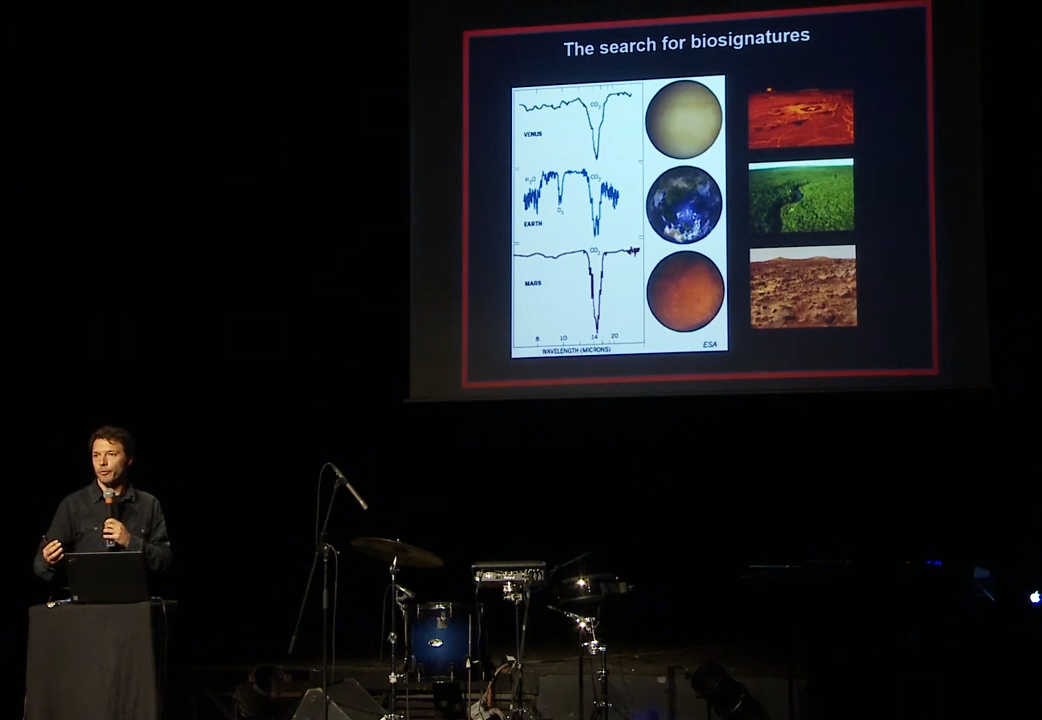 The search for biosignatures
CO2
VENUS
H2O
CO2
O3
EARTH
CO2
MARS
8 10 14 20
WAVELENGTH (MICRONS)
ESA